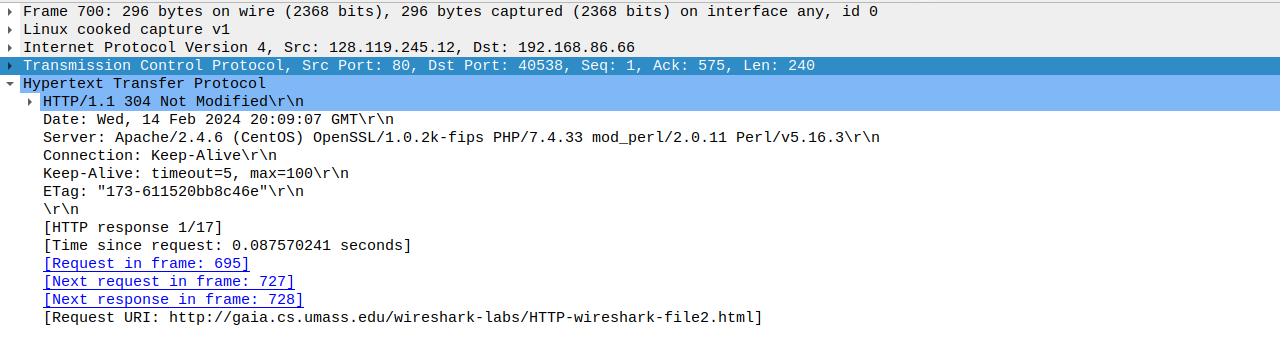 Frame 700: 296 bytes on wire (2368 bits), 296 bytes captured (2368 bits) on interface any, id 0
Linux cooked capture v1
Internet Protocol Version 4, Src: 128.119.245.12, Dst: 192.168.86.66
Transmission Control Protocol, Src Port: 80, Dst Port: 40538, Seq: 1, Ack: 575, Len: 240
Hypertext Transfer Protocol
HTTP/1.1 304 Not Modified\r\n
Date: Wed, 14 Feb 2024 20:09:07 GMT\r\n
Server: Apache/2.4.6 (CentOS) OpenSSL/1.0.2k-fips PHP/7.4.33 mod_perl/2.0.11 Perl/v5.16.3\r\n
Connection: Keep-Alive\r\n
Keep-Alive: timeout=5, max=100\r\n
ETag: "173-611520bb8c46e"\r\n
\r\n
[HTTP response 1/17]
[Time since request: 0.087570241 seconds]
[Request in frame: 695]
[Next request in frame: 727]
[Next response in frame: 728]
[Request URI: http://gaia.cs.umass.edu/wireshark-labs/HTTP-wireshark-file2.html]